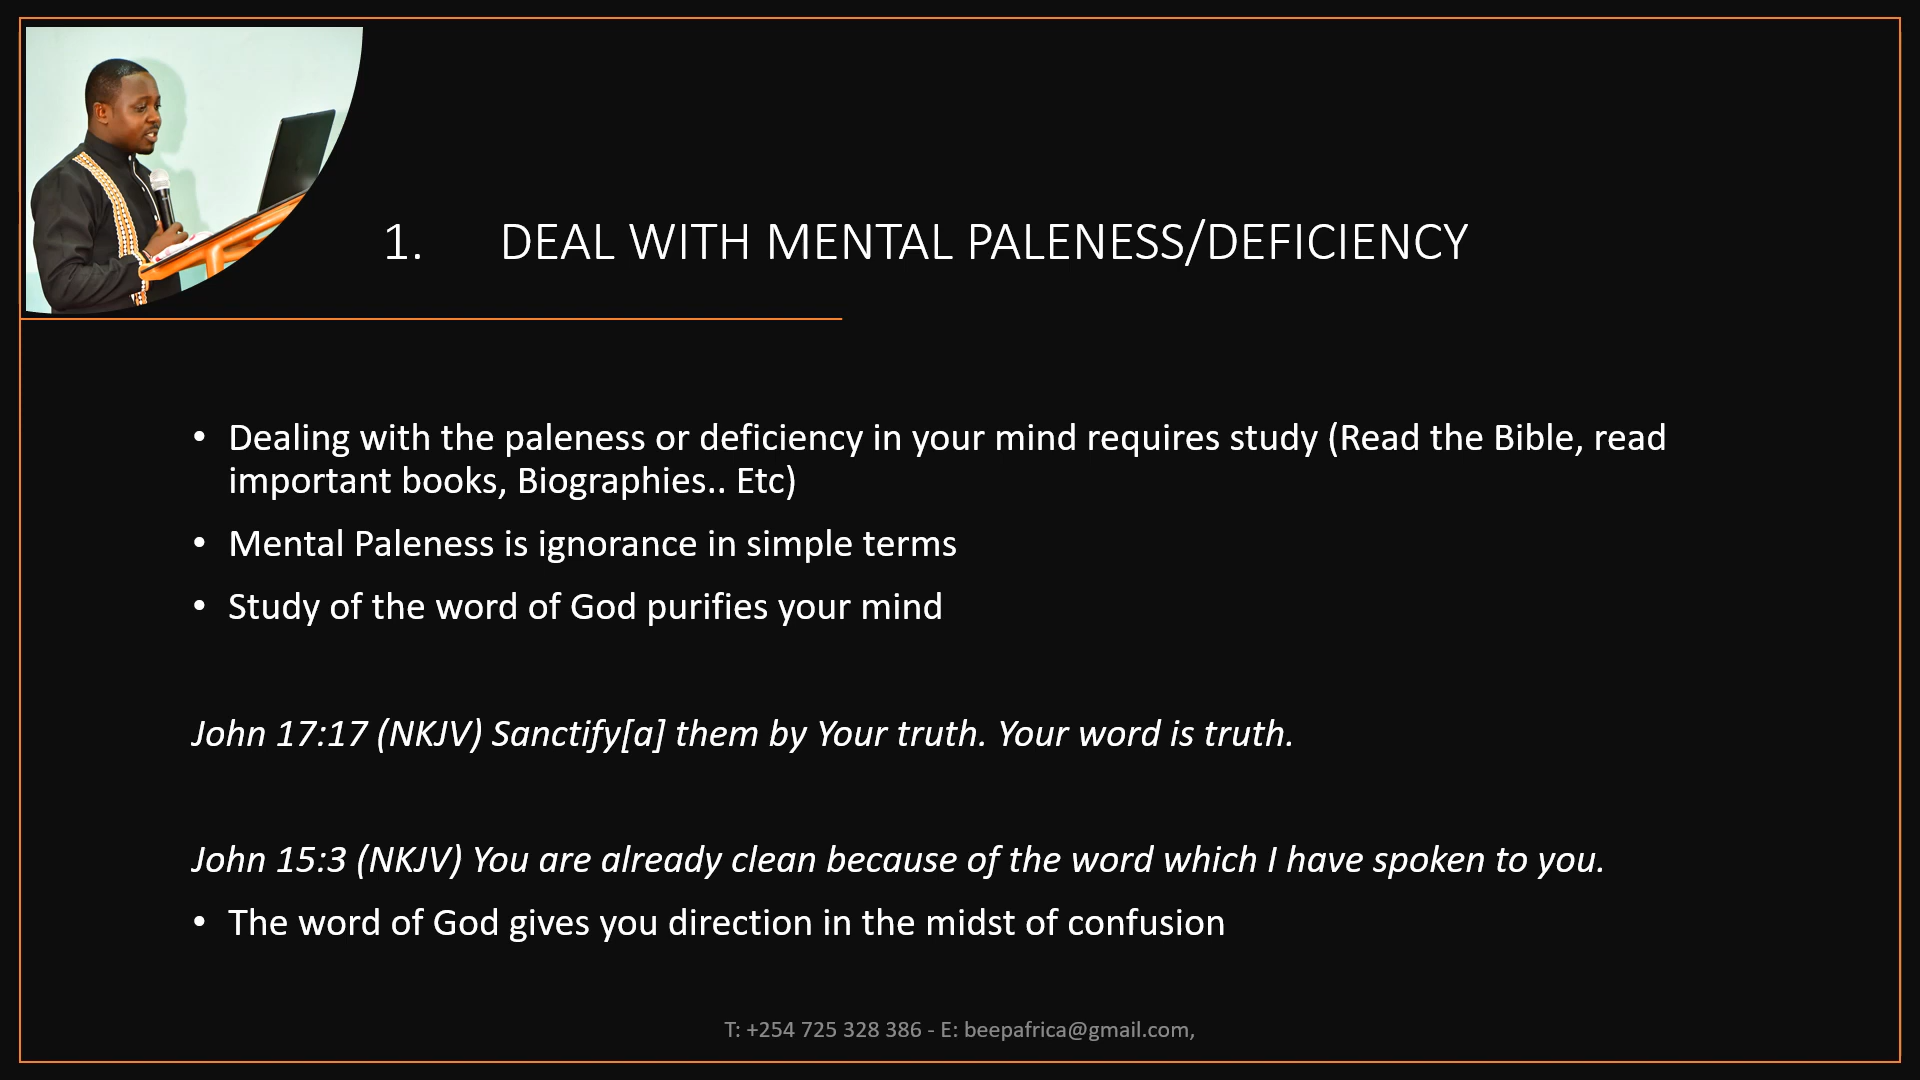 1. DEAL WITH MENTAL PALENESS/DEFICIENCY
• Dealing with the paleness or deficiency in your mind requires study (Read the Bible, read
important books, Biographies.. Etc)
• Mental Paleness is ignorance in simple terms
• Study of the word of God purifies your mind
John 17:17 (NKJV) Sanctify[a] them by Your truth. Your word is truth.
John 15:3 (NKJV) You are already clean because of the word which I have spoken to you.
• The word of God gives you direction in the midst of confusion
T: +254 725 328 386 - E: beepafrica@gmail.com,